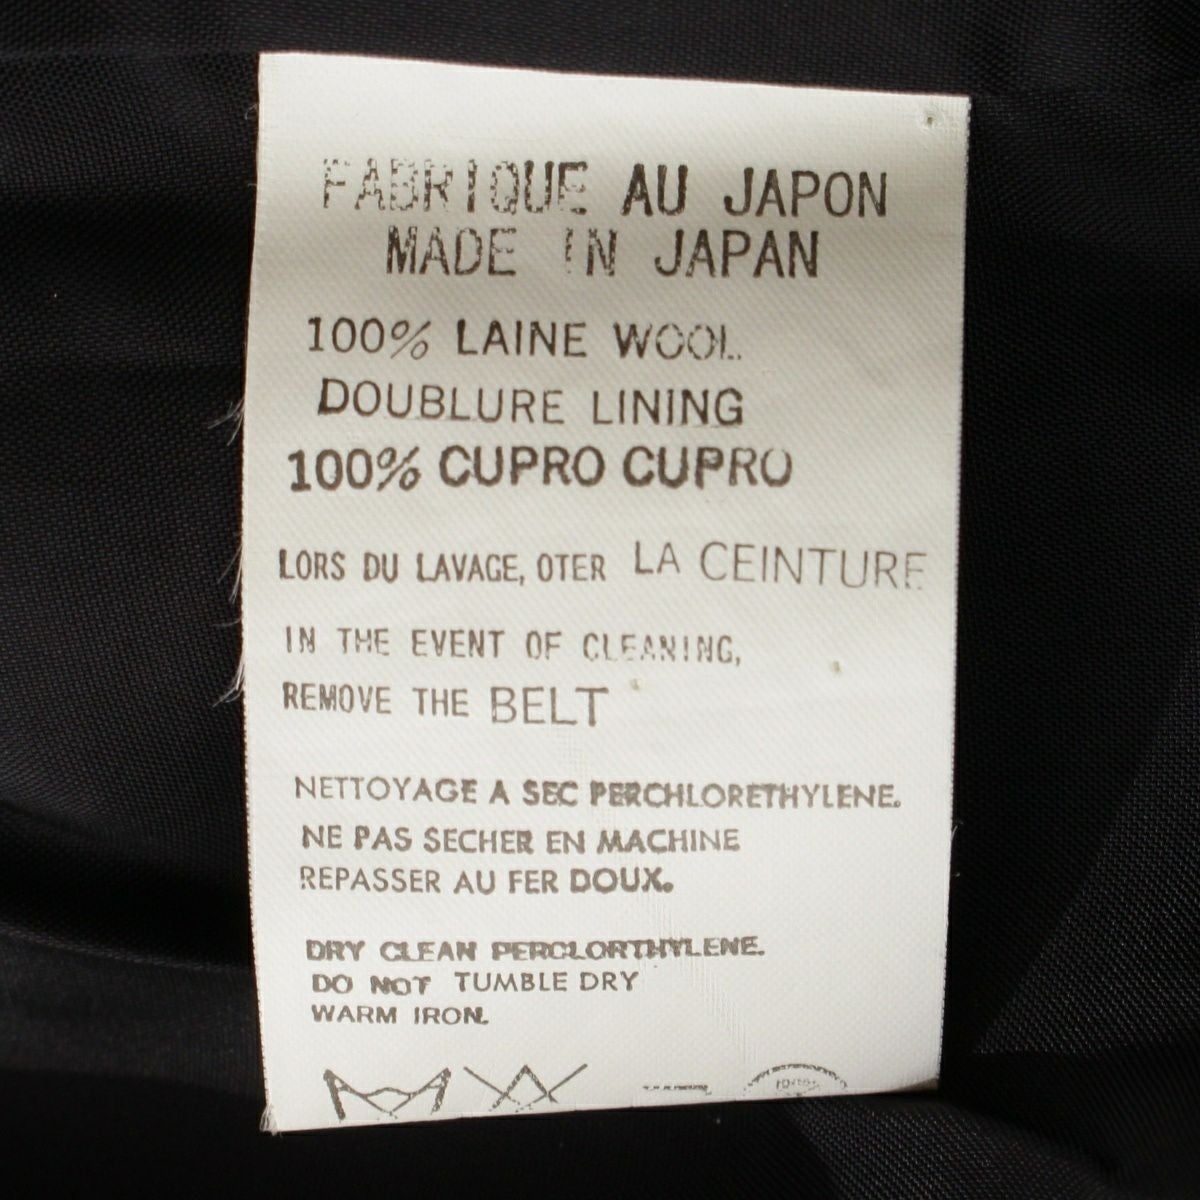 FABRIQUE AU JAPON
MADE IN JAPAN
100% LAINE WOOL
DOUBLURE LINING
100% CUPRO CUPRO
LORS DU LAVAGE, OTER LA CEINTURE
IN THE EVENT OF CLEANING,
REMOVE THE BELT
NETTOYAGE A SEC PERCHLORETHYLENE.
NE PAS SECHER EN MACHINE
REPASSER AU FER DOUX.
DRY CLEAN PERCLORTHYLENE.
DO NOT TUMBLE DRY
WARM IRON.